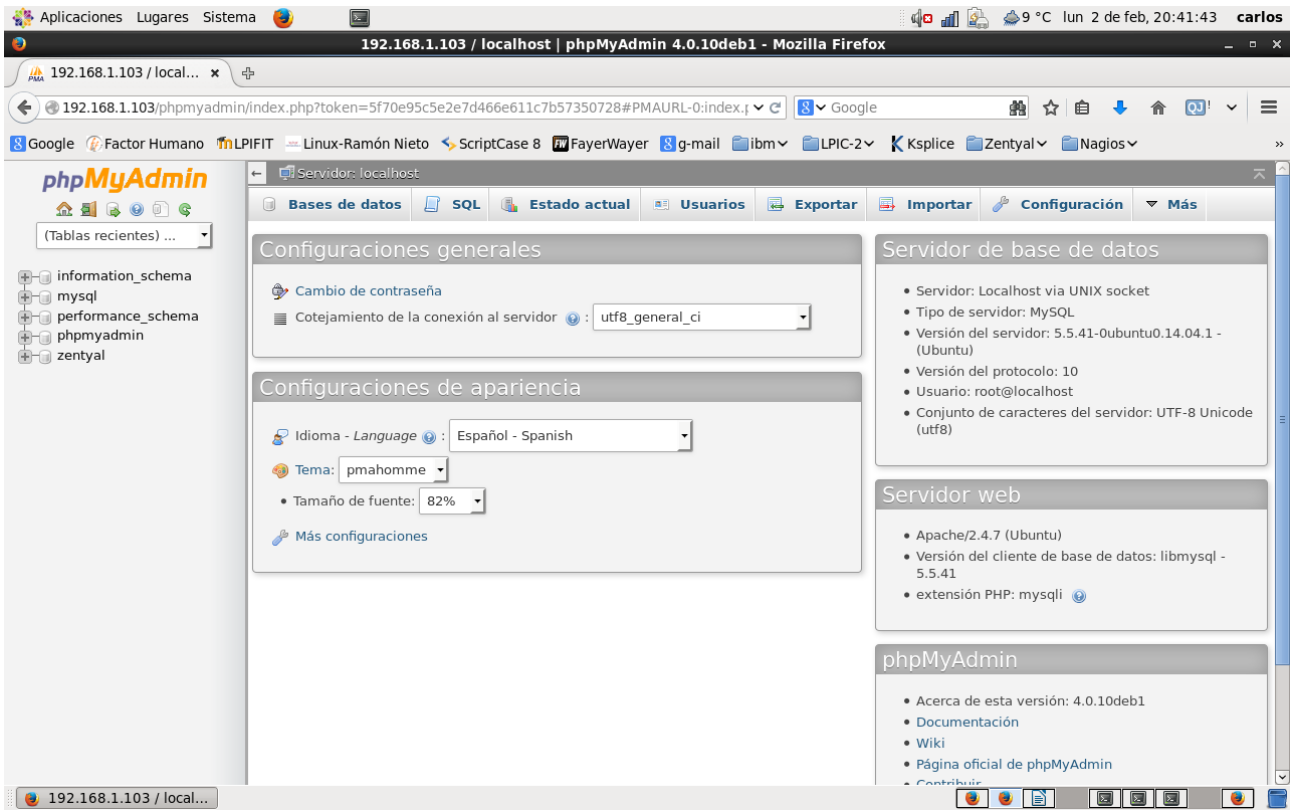 Aplicaciones Lugares Sistema 9 °C lun 2 de feb, 20:41:43 carlos
192.168.1.103 / localhost | phpMyAdmin 4.0.10deb1 - Mozilla Firefox
192.168.1.103 / local...
192.168.1.103/phpmyadmin/index.php?token=5f70e95c5e2e7d466e611c7b57350728#PMAURL-0:index.p Google
Google Factor Humano LPIFIT Linux-Ramón Nieto ScriptCase 8 FayerWayer g-mail ibm LPIC-2 Ksplice Zentyal Nagios »
phpMyAdmin
(Tablas recientes) ...
information_schema
mysql
performance_schema
phpmyadmin
zentyal
Servidor: localhost
Bases de datos SQL Estado actual Usuarios Exportar Importar Configuración Más
Configuraciones generales
Cambio de contraseña
Cotejamiento de la conexión al servidor : utf8_general_ci
Configuraciones de apariencia
Idioma - Language : Español - Spanish
Tema: pmahomme
• Tamaño de fuente: 82%
Más configuraciones
Servidor de base de datos
• Servidor: Localhost via UNIX socket
• Tipo de servidor: MySQL
• Versión del servidor: 5.5.41-0ubuntu0.14.04.1 -
(Ubuntu)
• Versión del protocolo: 10
• Usuario: root@localhost
• Conjunto de caracteres del servidor: UTF-8 Unicode
(utf8)
Servidor web
• Apache/2.4.7 (Ubuntu)
• Versión del cliente de base de datos: libmysql -
5.5.41
• extensión PHP: mysqli
phpMyAdmin
• Acerca de esta versión: 4.0.10deb1
• Documentación
• Wiki
• Página oficial de phpMyAdmin
• Contribuir
192.168.1.103 / local...